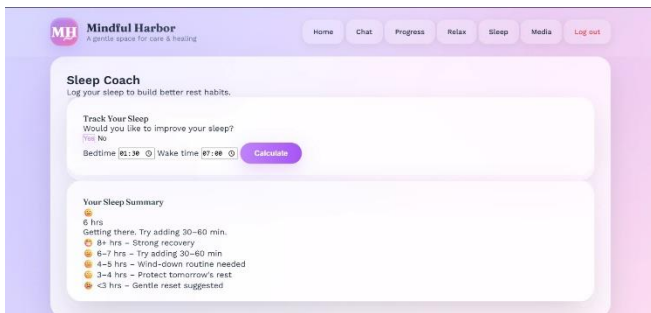 MH Mindful Harbor
A gentle space for care & healing
Home Chat Progress Relax Sleep Media Log out
Sleep Coach
Log your sleep to build better rest habits.
Track Your Sleep
Would you like to improve your sleep?
Yes No
Bedtime 01:30 Wake time 07:00 Calculate
Your Sleep Summary
6 hrs
Getting there. Try adding 30–60 min.
8+ hrs – Strong recovery
6–7 hrs – Try adding 30–60 min
4–5 hrs – Wind-down routine needed
3–4 hrs – Protect tomorrow's rest
<3 hrs – Gentle reset suggested